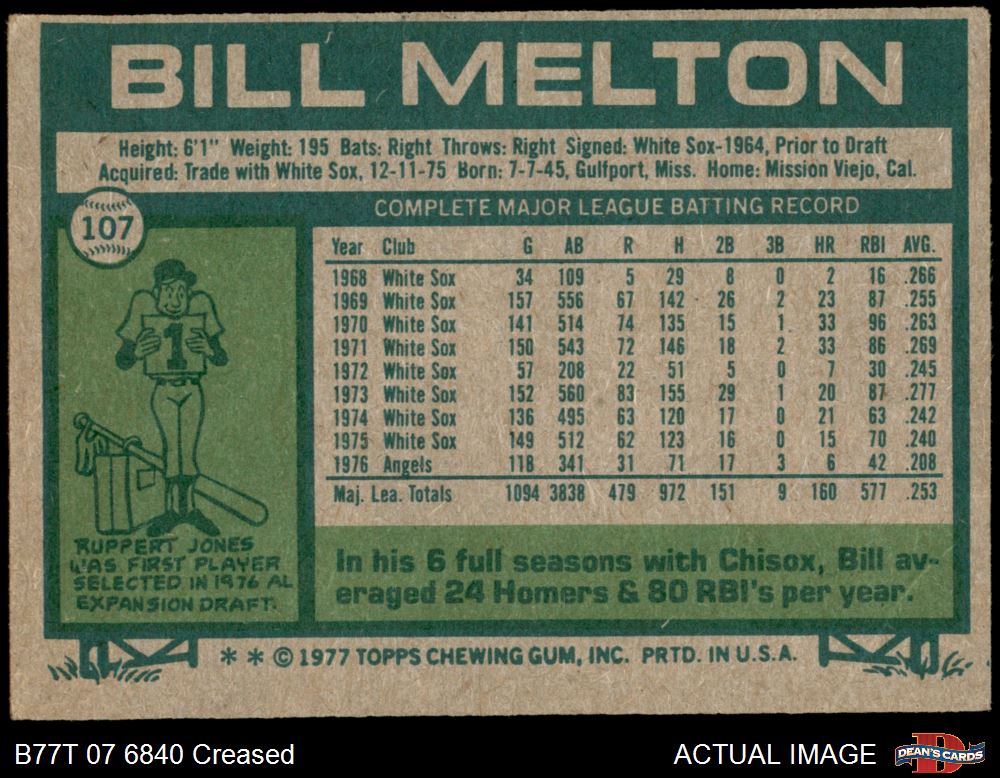 BILL MELTON
Height: 6'1" Weight: 195 Bats: Right Throws: Right Signed: White Sox-1964, Prior to Draft
Acquired: Trade with White Sox, 12-11-75 Born: 7-7-45, Gulfport, Miss. Home: Mission Viejo, Cal.
107
COMPLETE MAJOR LEAGUE BATTING RECORD
Year Club G AB R H 2B 3B HR RBI AVG.
1968 White Sox 34 109 5 29 8 0 2 16 .266
1969 White Sox 157 556 67 142 26 2 23 87 .255
1970 White Sox 141 514 74 135 15 1 33 96 .263
1971 White Sox 150 543 72 146 18 2 33 86 .269
1972 White Sox 57 208 22 51 5 0 7 30 .245
1973 White Sox 152 560 83 155 29 1 20 87 .277
1974 White Sox 136 495 63 120 17 0 21 63 .242
1975 White Sox 149 512 62 123 16 0 15 70 .240
1976 Angels 118 341 31 71 17 3 6 42 .208
Maj. Lea. Totals 1094 3838 479 972 151 9 160 577 .253
1
RUPPERT JONES
WAS FIRST PLAYER
SELECTED IN 1976 AL
EXPANSION DRAFT.
In his 6 full seasons with Chisox, Bill av-
eraged 24 Homers & 80 RBI's per year.
* * © 1977 TOPPS CHEWING GUM, INC. PRTD. IN U.S.A.
B77T 07 6840 Creased
ACTUAL IMAGE
DEAN'S CARDS